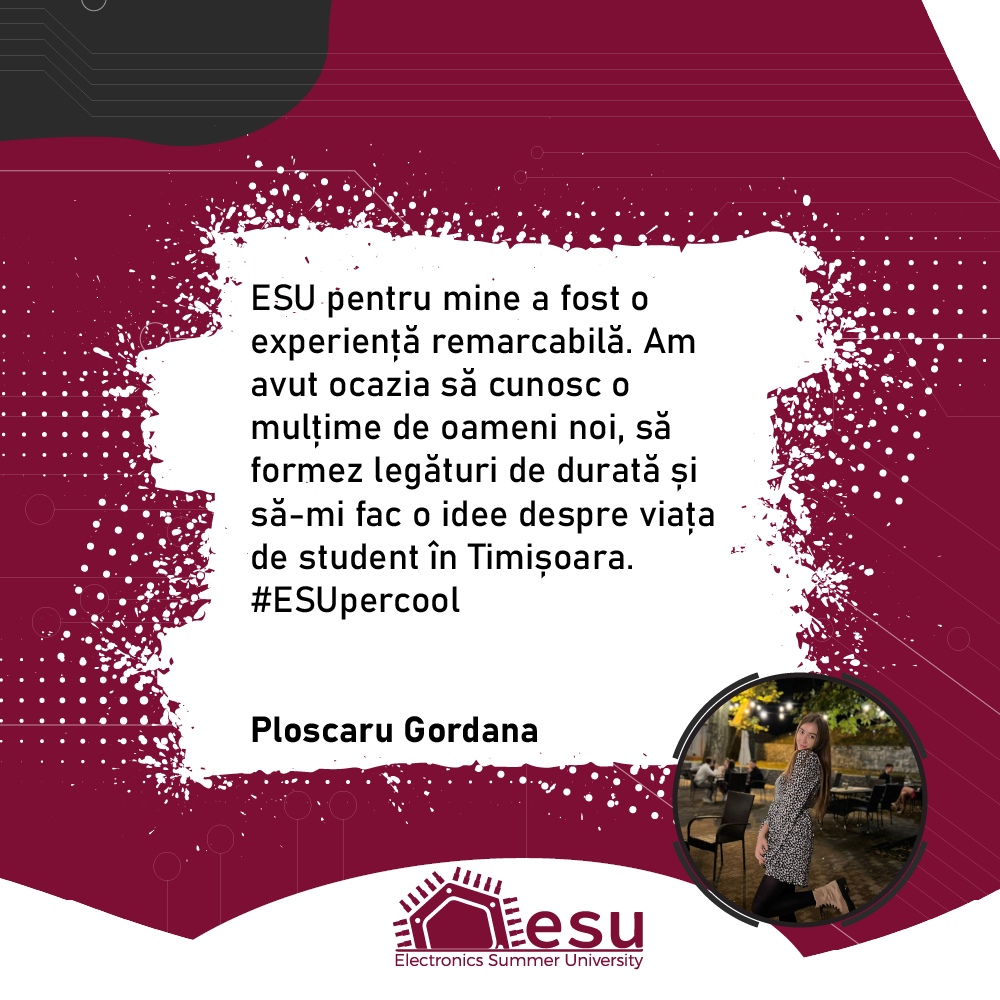 ESU pentru mine a fost o
experiență remarcabilă. Am
avut ocazia să cunosc o
mulțime de oameni noi, să
formez legături de durată și
să-mi fac o idee despre viața
de student în Timișoara.
#ESUpercool
Ploscaru Gordana
esu
Electronics Summer University